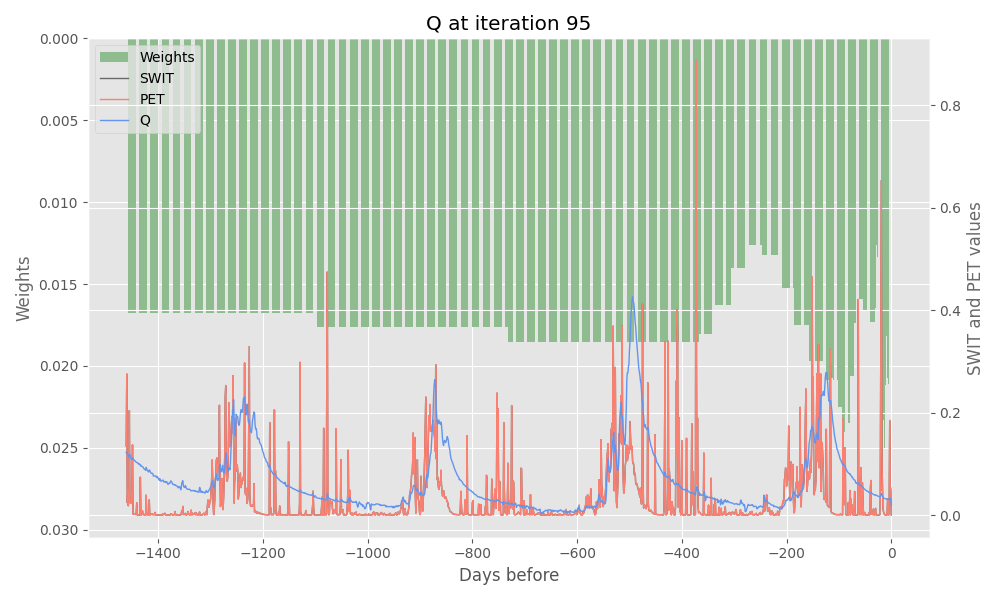 Q at iteration 95
Weights
SWIT
PET
Q
0.000
0.005
0.010
0.015
0.020
0.025
0.030
Weights
0.8
0.6
0.4
0.2
0.0
SWIT and PET values
−1400
−1200
−1000
−800
−600
−400
−200
0
Days before